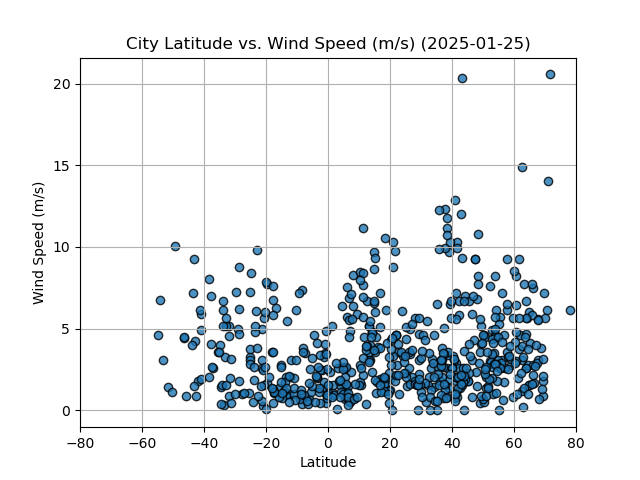 City Latitude vs. Wind Speed (m/s) (2025-01-25)
Wind Speed (m/s)
20
15
10
5
0
−80 −60 −40 −20 0 20 40 60 80
Latitude